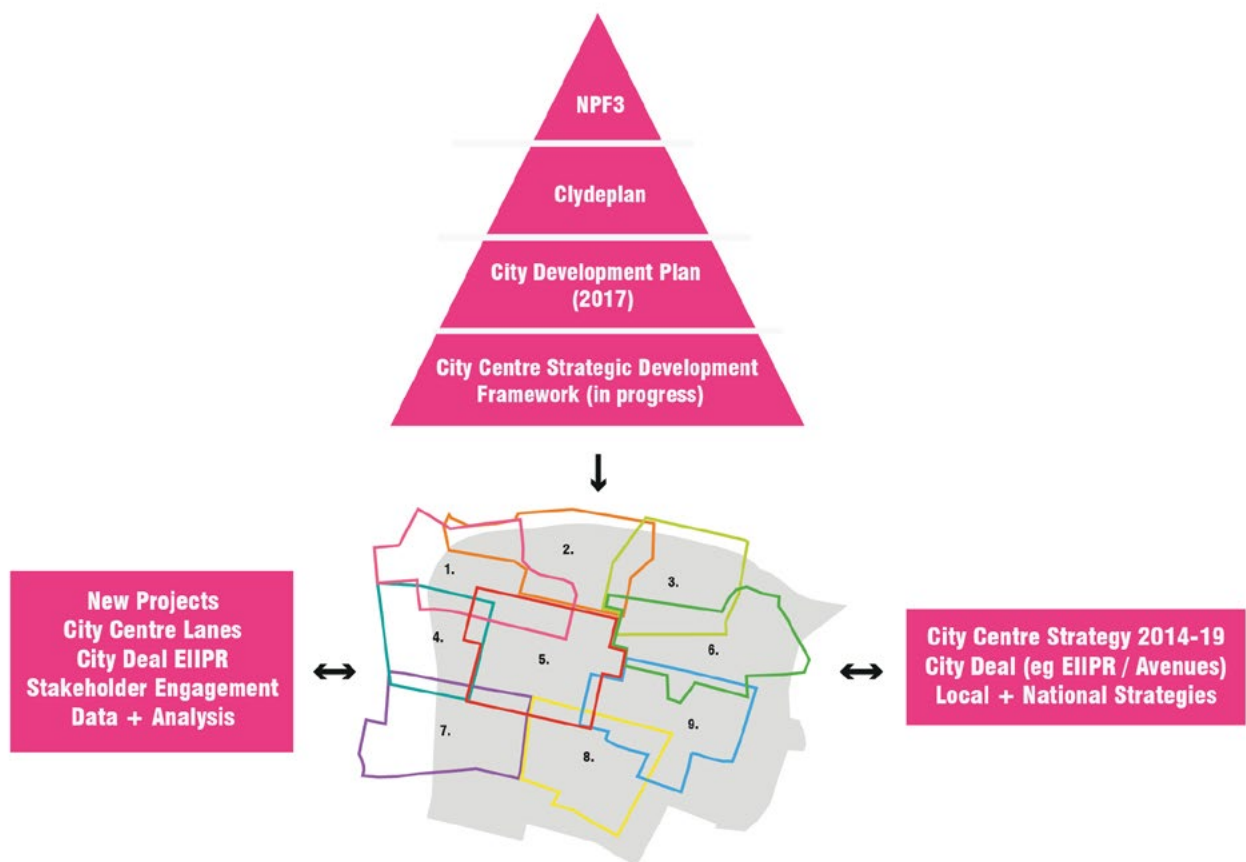 NPF3
Clydeplan
City Development Plan
(2017)
City Centre Strategic Development
Framework (in progress)
1.
2.
3.
4.
5.
6.
7.
8.
9.
New Projects
City Centre Lanes
City Deal EIIPR
Stakeholder Engagement
Data + Analysis
City Centre Strategy 2014-19
City Deal (eg EIIPR / Avenues)
Local + National Strategies